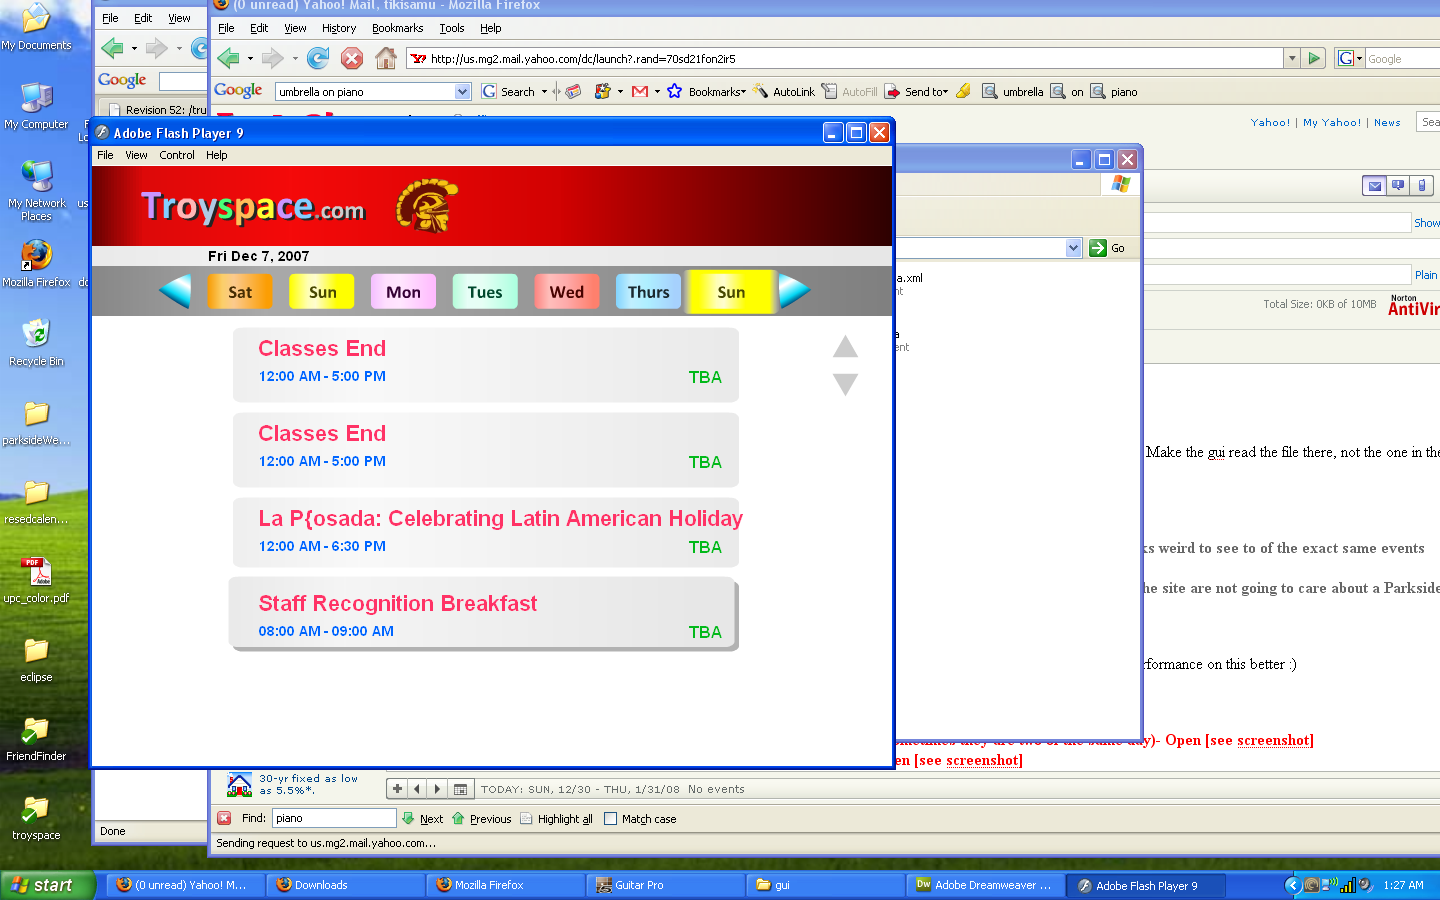 My Documents
My Computer
My Network Places
Mozilla Firefox
Recycle Bin
parksideWe...
resedcalen...
upc_color.pdf
eclipse
FriendFinder
troyspace
File Edit View
Google
Revision 52: /tru
Done
(0 unread) Yahoo! Mail, tikisamu - Mozilla Firefox
File Edit View History Bookmarks Tools Help
http://us.mg2.mail.yahoo.com/dc/launch?.rand=70sd21fon2ir5
Google
Google umbrella on piano Search Bookmarks AutoLink AutoFill Send to umbrella on piano
Yahoo! | My Yahoo! | News Sea
Show
Plain
Total Size: 0KB of 10MB
Norton
AntiVir
Go
a.xml
Adobe Flash Player 9
File View Control Help
Troyspace.com
Fri Dec 7, 2007
Sat Sun Mon Tues Wed Thurs Sun
Classes End
12:00 AM - 5:00 PM TBA
Classes End
12:00 AM - 5:00 PM TBA
La P{osada: Celebrating Latin American Holiday
12:00 AM - 6:30 PM TBA
Staff Recognition Breakfast
08:00 AM - 09:00 AM TBA
Make the gui read the file there, not the one in the
ks weird to see to of the exact same events
he site are not going to care about a Parkside
rformance on this better :)
ometimes they are two of the same day)- Open [see screenshot]
en [see screenshot]
30-yr fixed as low
as 5.5%*.
TODAY: SUN, 12/30 - THU, 1/31/08 No events
Find: piano Next Previous Highlight all Match case
Sending request to us.mg2.mail.yahoo.com...
start (0 unread) Yahoo! M... Downloads Mozilla Firefox Guitar Pro gui Adobe Dreamweaver ... Adobe Flash Player 9 1:27 AM